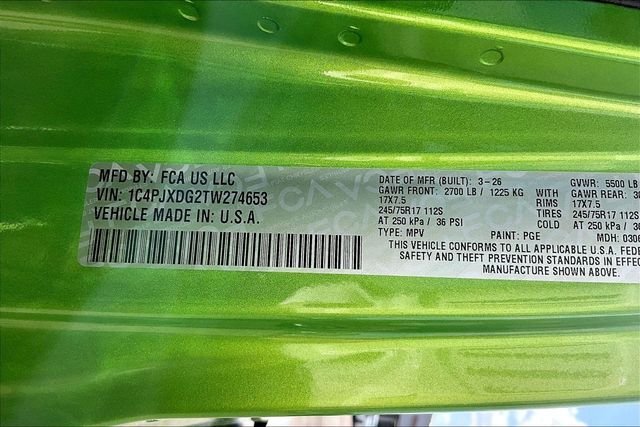 MFD BY: FCA US LLC
VIN: 1C4PJXDG2TW274653
VEHICLE MADE IN U.S.A.
DATE OF MFR (BUILT): 3-26 GVWR: 5500 LB
GAWR FRONT: 2700 LB / 1225 KG WITH GAWR REAR:
17X7.5 RIMS 17X7.5
245/75R17 112S TIRES 245/75R17 112S
AT 250 kPa / 36 PSI COLD AT 250 kPa /
TYPE: MPV PAINT: PGE MDH:
THIS VEHICLE CONFORMS TO ALL APPLICABLE U.S.A.
SAFETY AND THEFT PREVENTION STANDARDS IN
MANUFACTURE SHOWN ABOVE.